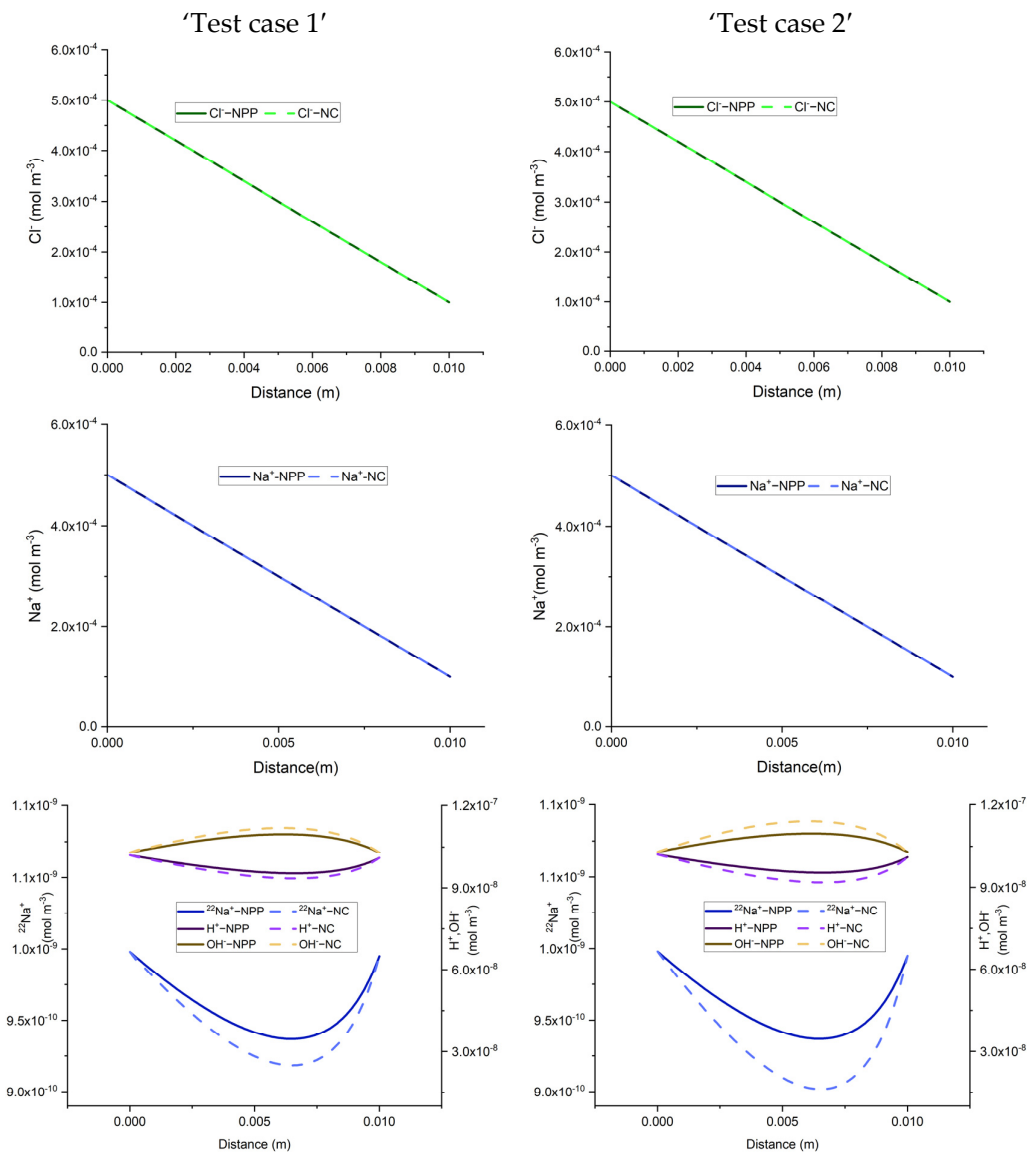 ‘Test case 1’
‘Test case 2’
6.0x10⁻⁴
5.0x10⁻⁴
4.0x10⁻⁴
3.0x10⁻⁴
2.0x10⁻⁴
1.0x10⁻⁴
0.0
Cl⁻ (mol m⁻³)
Cl⁻−NPP Cl⁻−NC
0.000 0.002 0.004 0.006 0.008 0.010
Distance (m)
6.0x10⁻⁴
5.0x10⁻⁴
4.0x10⁻⁴
3.0x10⁻⁴
2.0x10⁻⁴
1.0x10⁻⁴
0.0
Cl⁻ (mol m⁻³)
Cl⁻−NPP Cl⁻−NC
0.000 0.002 0.004 0.006 0.008 0.010
Distance (m)
6.0x10⁻⁴
4.0x10⁻⁴
2.0x10⁻⁴
0.0
Na⁺ (mol m⁻³)
Na⁺-NPP Na⁺-NC
0.000 0.005 0.010
Distance(m)
6.0x10⁻⁴
4.0x10⁻⁴
2.0x10⁻⁴
0.0
Na⁺(mol m⁻³)
Na⁺−NPP Na⁺−NC
0.000 0.005 0.010
Distance(m)
1.1x10⁻⁹
1.1x10⁻⁹
1.0x10⁻⁹
9.5x10⁻¹⁰
9.0x10⁻¹⁰
²²Na⁺
(mol m⁻³)
²²Na⁺−NPP ²²Na⁺−NC
H⁺−NPP H⁺−NC
OH⁻−NPP OH⁻−NC
1.2x10⁻⁷
9.0x10⁻⁸
6.0x10⁻⁸
3.0x10⁻⁸
H⁺,OH⁻
(mol m⁻³)
0.000 0.005 0.010
Distance (m)
1.1x10⁻⁹
1.1x10⁻⁹
1.0x10⁻⁹
9.5x10⁻¹⁰
9.0x10⁻¹⁰
²²Na⁺
(mol m⁻³)
²²Na⁺−NPP ²²Na⁺−NC
H⁺−NPP H⁺−NC
OH⁻−NPP OH⁻−NC
1.2x10⁻⁷
9.0x10⁻⁸
6.0x10⁻⁸
3.0x10⁻⁸
H⁺,OH⁻
(mol m⁻³)
0.000 0.005 0.010
Distance (m)